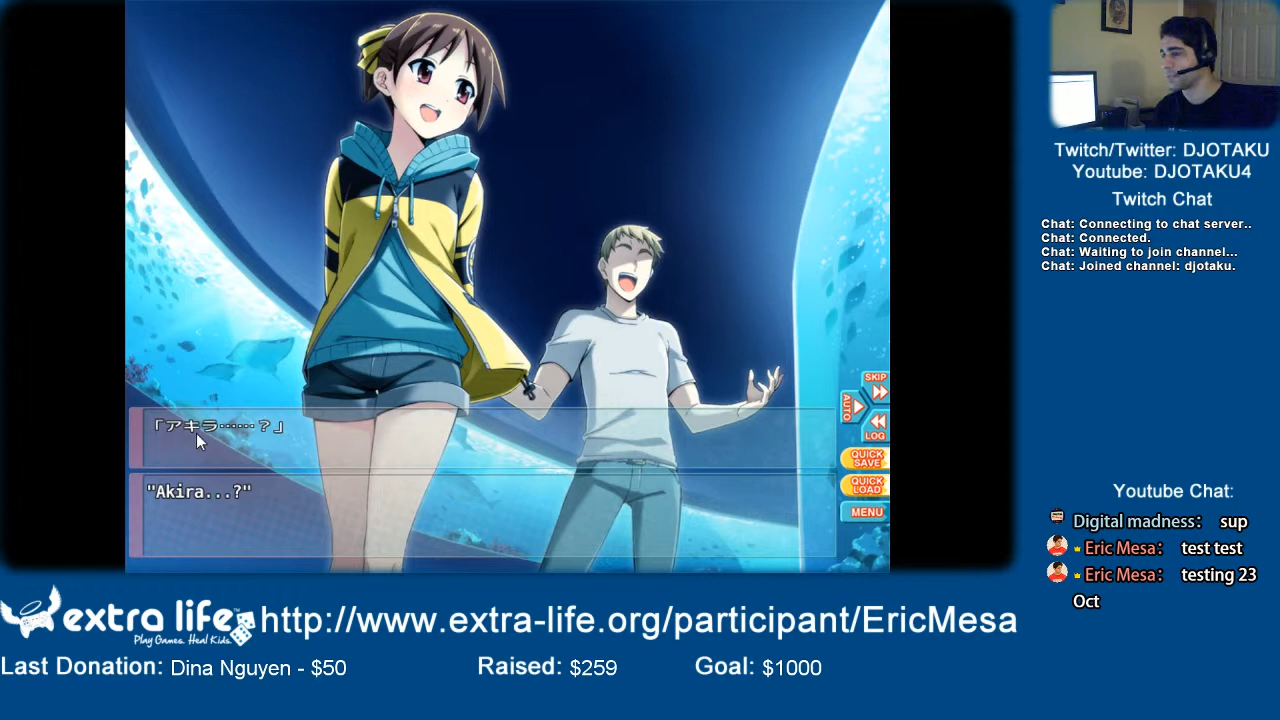 「アキラ……？」
"Akira...?"
SKIP
AUTO
LOG
QUICK
SAVE
QUICK
LOAD
MENU
Twitch/Twitter: DJOTAKU
Youtube: DJOTAKU4
Twitch Chat
Chat: Connecting to chat server..
Chat: Connected.
Chat: Waiting to join channel...
Chat: Joined channel: djotaku.
Youtube Chat:
Digital madness: sup
Eric Mesa: test test
Eric Mesa: testing 23
Oct
extra life™
Play Games. Heal Kids.
http://www.extra-life.org/participant/EricMesa
Last Donation: Dina Nguyen - $50
Raised: $259
Goal: $1000